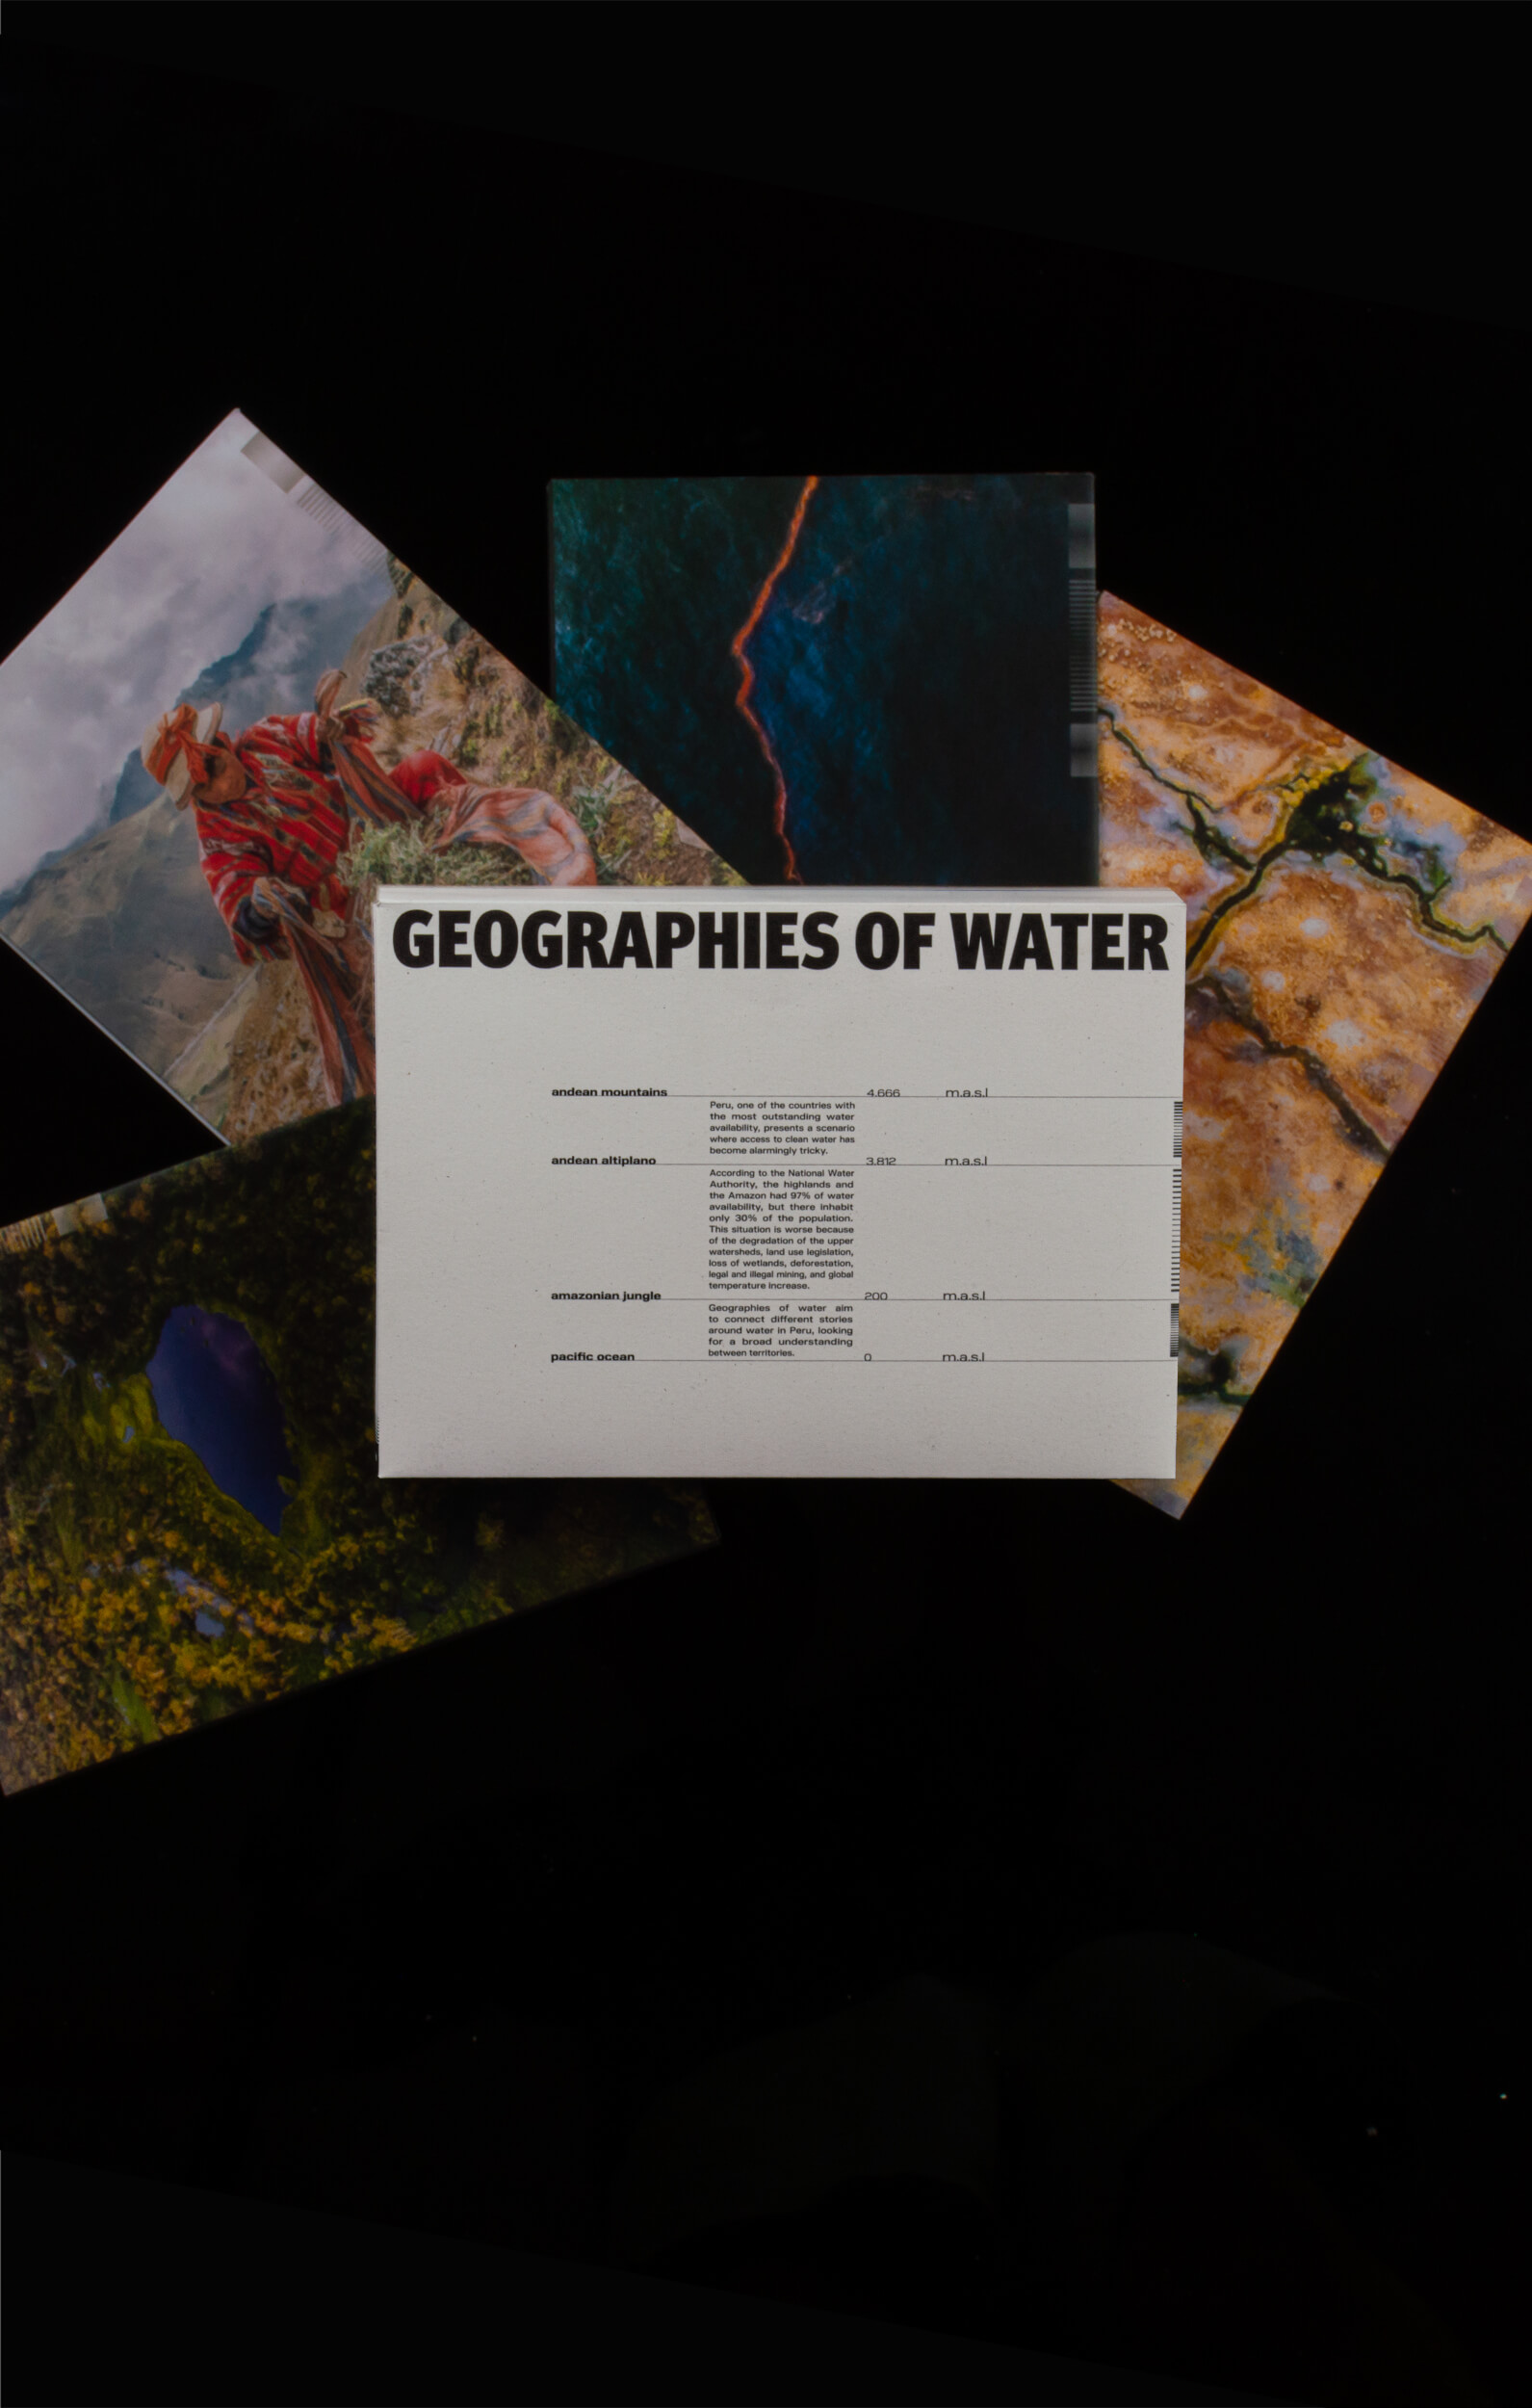 GEOGRAPHIES OF WATER
andean mountains 4.666 m.a.s.l
Peru, one of the countries with
the most outstanding water
availability, presents a scenario
where access to clean water has
become alarmingly tricky.
andean altiplano 3.812 m.a.s.l
According to the National Water
Authority, the highlands and
the Amazon had 97% of water
availability, but there inhabit
only 30% of the population.
This situation is worse because
of the degradation of the upper
watersheds, land use legislation,
loss of wetlands, deforestation,
legal and illegal mining, and global
temperature increase.
amazonian jungle 200 m.a.s.l
Geographies of water aim
to connect different stories
around water in Peru, looking
for a broad understanding
between territories.
pacific ocean 0 m.a.s.l